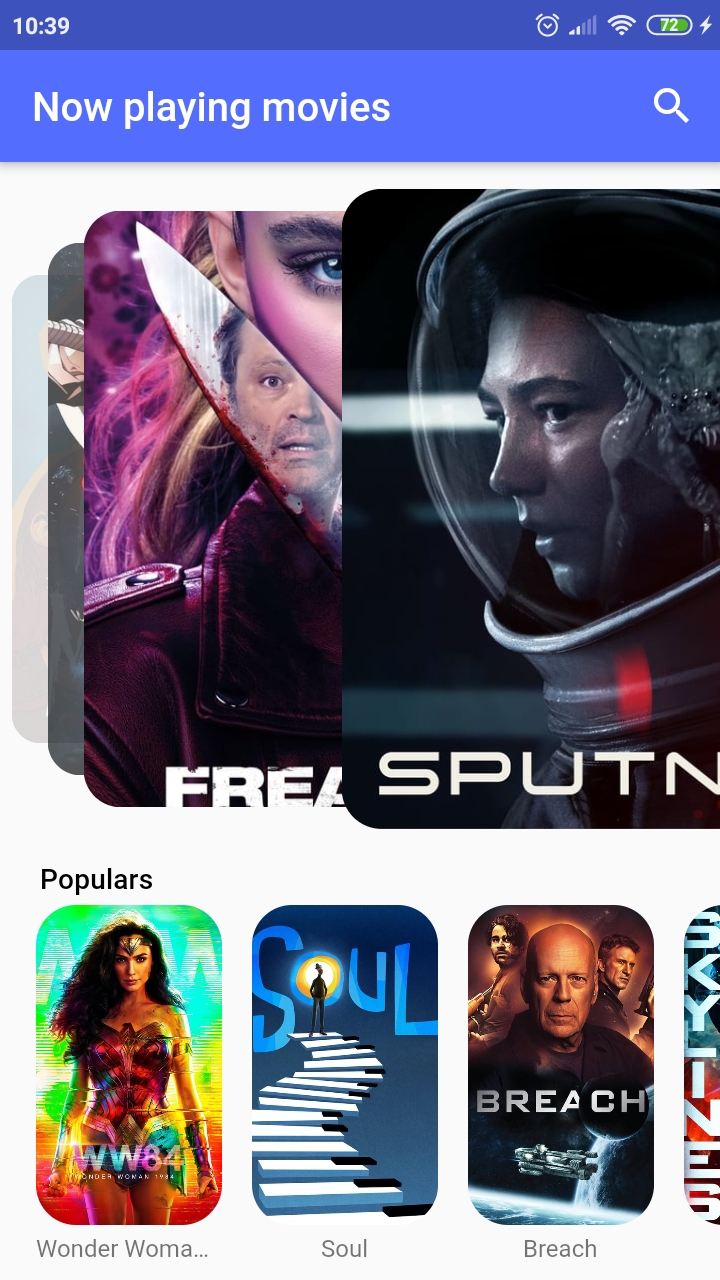 10:39
72
Now playing movies
FREA
SPUTN
Populars
WW84
WONDER WOMAN 1984
SOUL
BREACH
Wonder Woma...
Soul
Breach